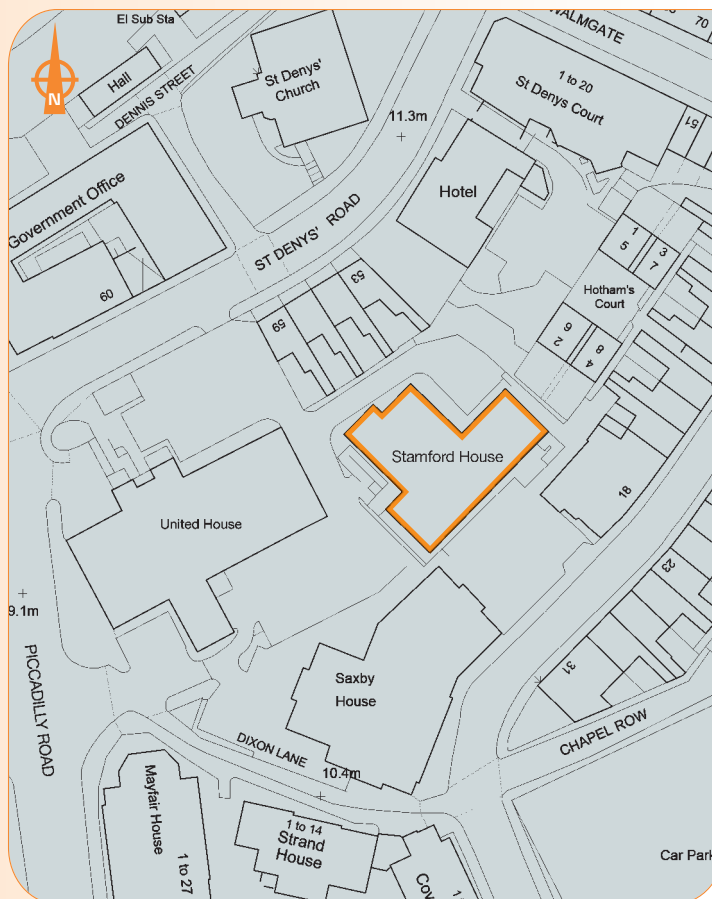 El Sub Sta
WALMGATE
70
Hall
DENNIS STREET
St Denys'
Church
1 to 20
St Denys Court
51
11.3m
N
Hotel
Government Office
ST DENYS' ROAD
1
3
5
7
Hotham's
Court
60
53
59
6
2
8
4
Stamford House
18
United House
23
9.1m
31
Saxby
House
PICCADILLY ROAD
CHAPEL ROW
DIXON LANE
10.4m
Mayfair House
1 to 27
1 to 14
Strand
House
Car Park